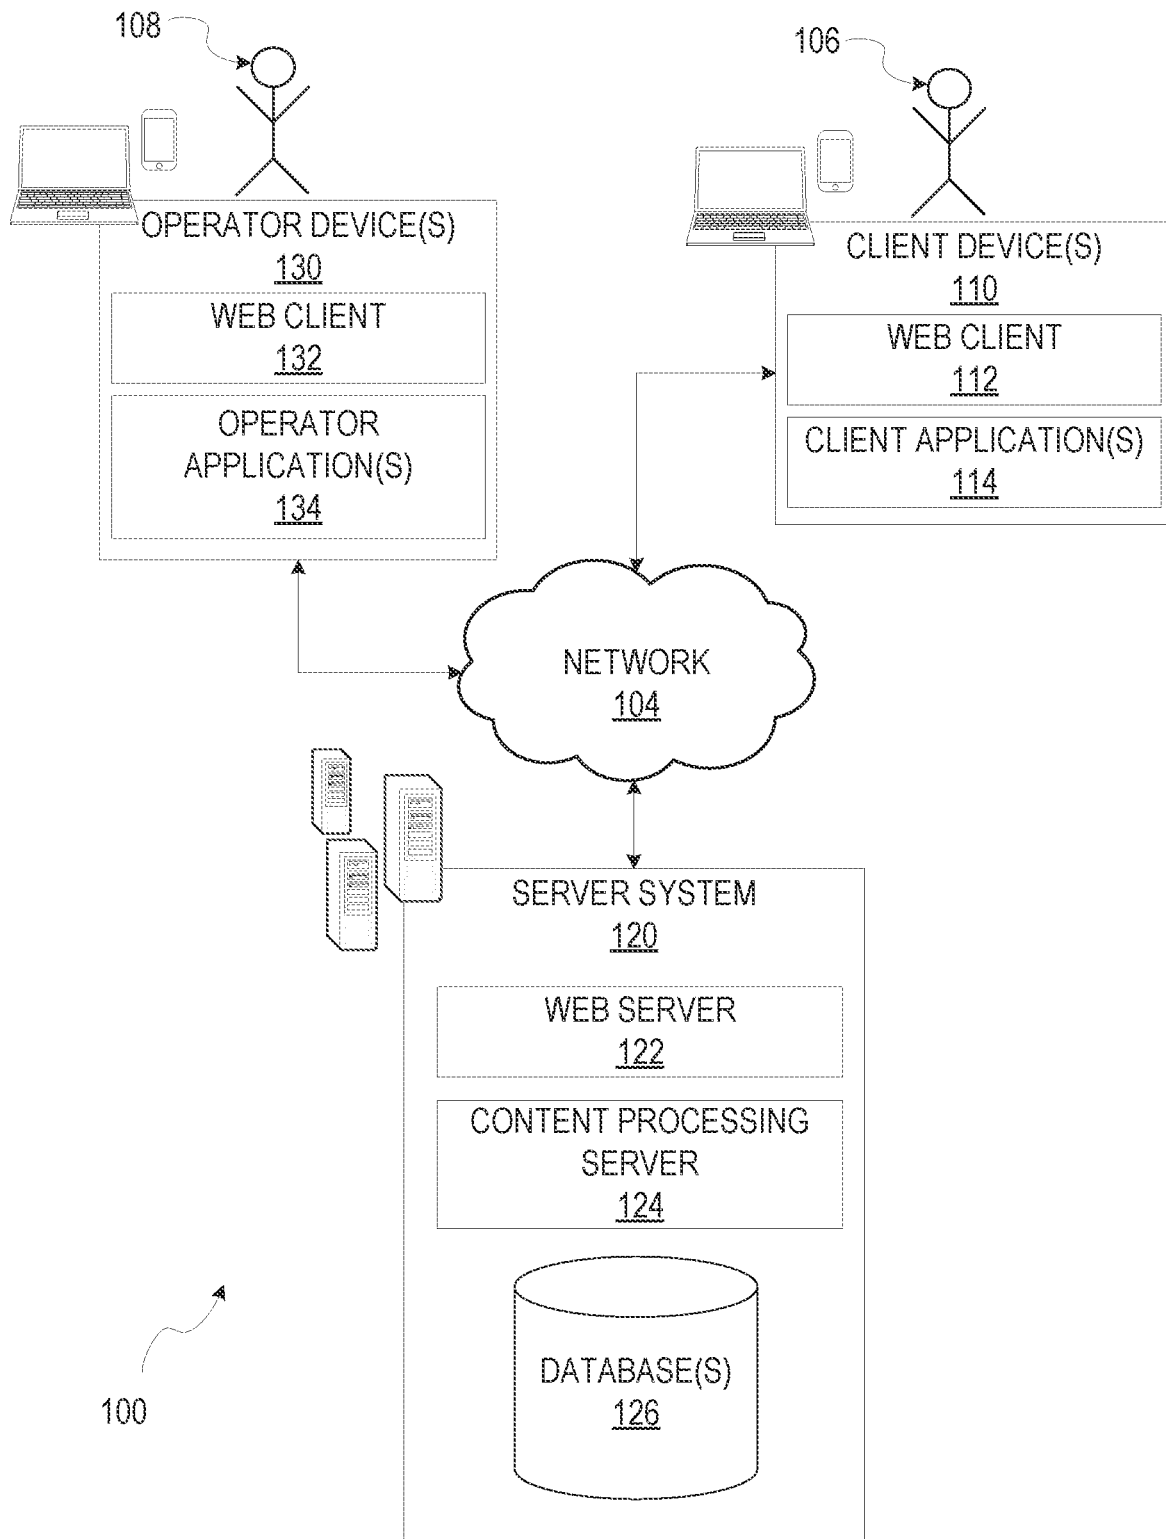 108
106
OPERATOR DEVICE(S)
130
WEB CLIENT
132
OPERATOR
APPLICATION(S)
134
CLIENT DEVICE(S)
110
WEB CLIENT
112
CLIENT APPLICATION(S)
114
NETWORK
104
SERVER SYSTEM
120
WEB SERVER
122
CONTENT PROCESSING
SERVER
124
DATABASE(S)
126
100